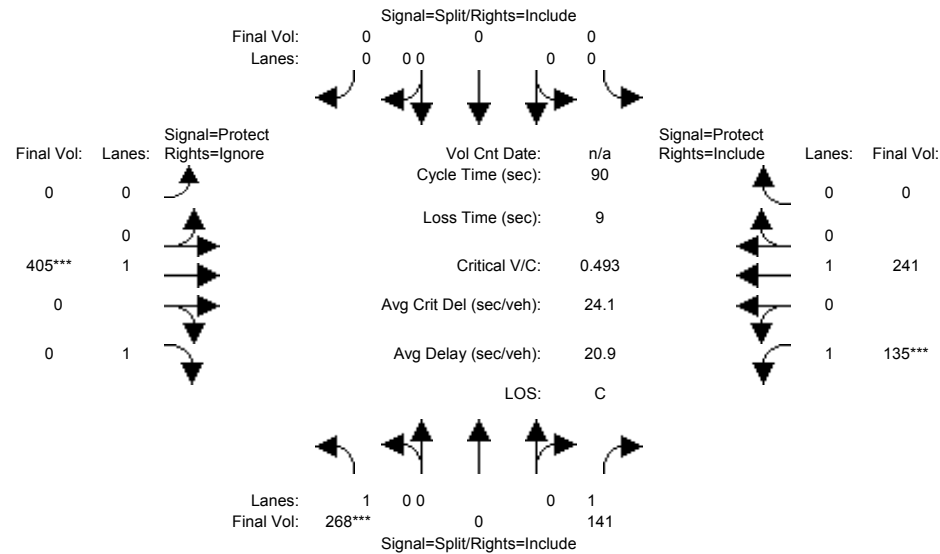 Signal=Split/Rights=Include
Final Vol: 0 0 0
Lanes: 0 0 0 0 0
Signal=Protect Signal=Protect
Final Vol: Lanes: Rights=Ignore Vol Cnt Date: n/a Rights=Include Lanes: Final Vol:
Cycle Time (sec): 90
0 0 0 0
Loss Time (sec): 9
0 0
405*** 1 Critical V/C: 0.493 1 241
0 Avg Crit Del (sec/veh): 24.1 0
0 1 Avg Delay (sec/veh): 20.9 1 135***
LOS: C
Lanes: 1 0 0 0 1
Final Vol: 268*** 0 141
Signal=Split/Rights=Include